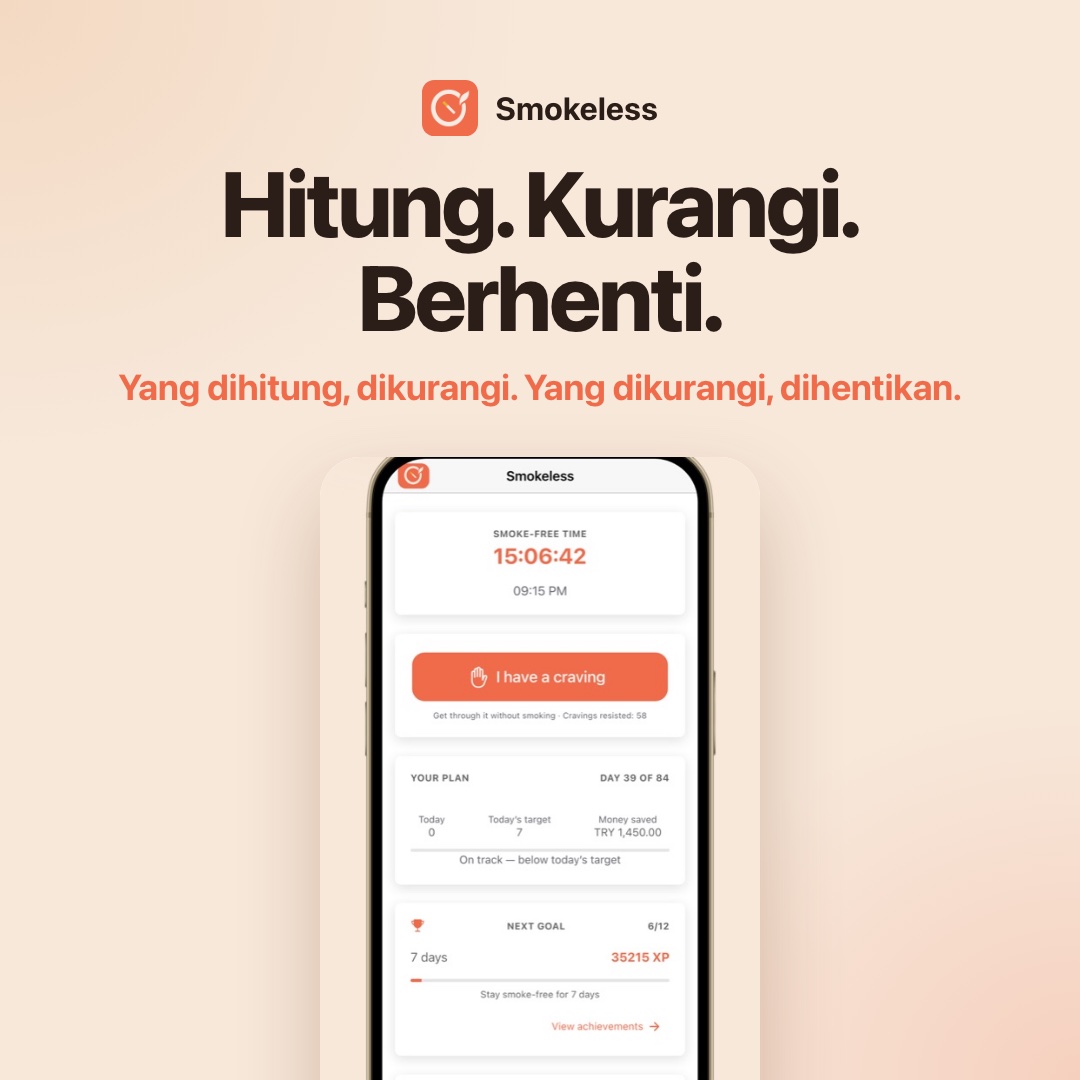 Smokeless
Hitung. Kurangi.
Berhenti.
Yang dihitung, dikurangi. Yang dikurangi, dihentikan.
Smokeless
SMOKE-FREE TIME
15:06:42
09:15 PM
I have a craving
Get through it without smoking · Cravings resisted: 58
YOUR PLAN DAY 39 OF 84
Today Today's target Money saved
0 7 TRY 1,450.00
On track — below today's target
NEXT GOAL 6/12
7 days 35215 XP
Stay smoke-free for 7 days
View achievements →